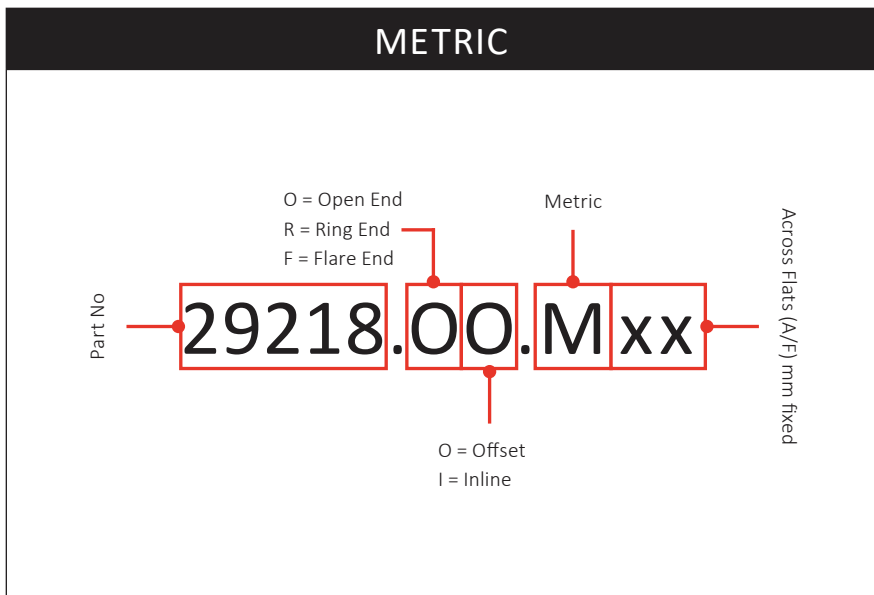 METRIC
O = Open End
R = Ring End
F = Flare End
Metric
Part No
29218.OO.Mxx
Across Flats (A/F) mm fixed
O = Offset
I = Inline